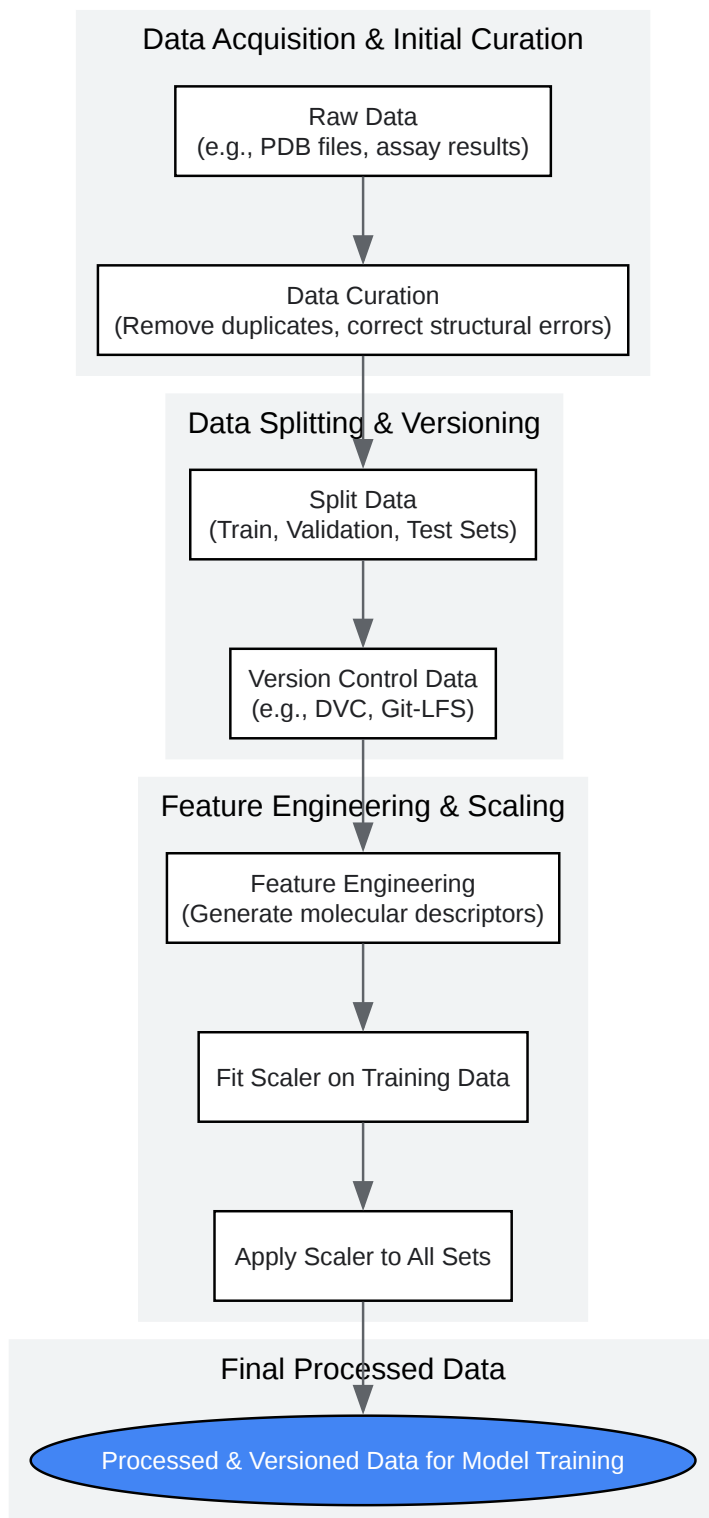 Data Acquisition & Initial Curation
Raw Data
(e.g., PDB files, assay results)
Data Curation
(Remove duplicates, correct structural errors)
Data Splitting & Versioning
Split Data
(Train, Validation, Test Sets)
Version Control Data
(e.g., DVC, Git-LFS)
Feature Engineering & Scaling
Feature Engineering
(Generate molecular descriptors)
Fit Scaler on Training Data
Apply Scaler to All Sets
Final Processed Data
Processed & Versioned Data for Model Training